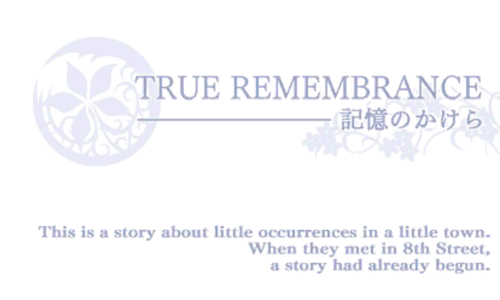 TRUE REMEMBRANCE
記憶のかけら
This is a story about little occurrences in a little town.
When they met in 8th Street,
a story had already begun.